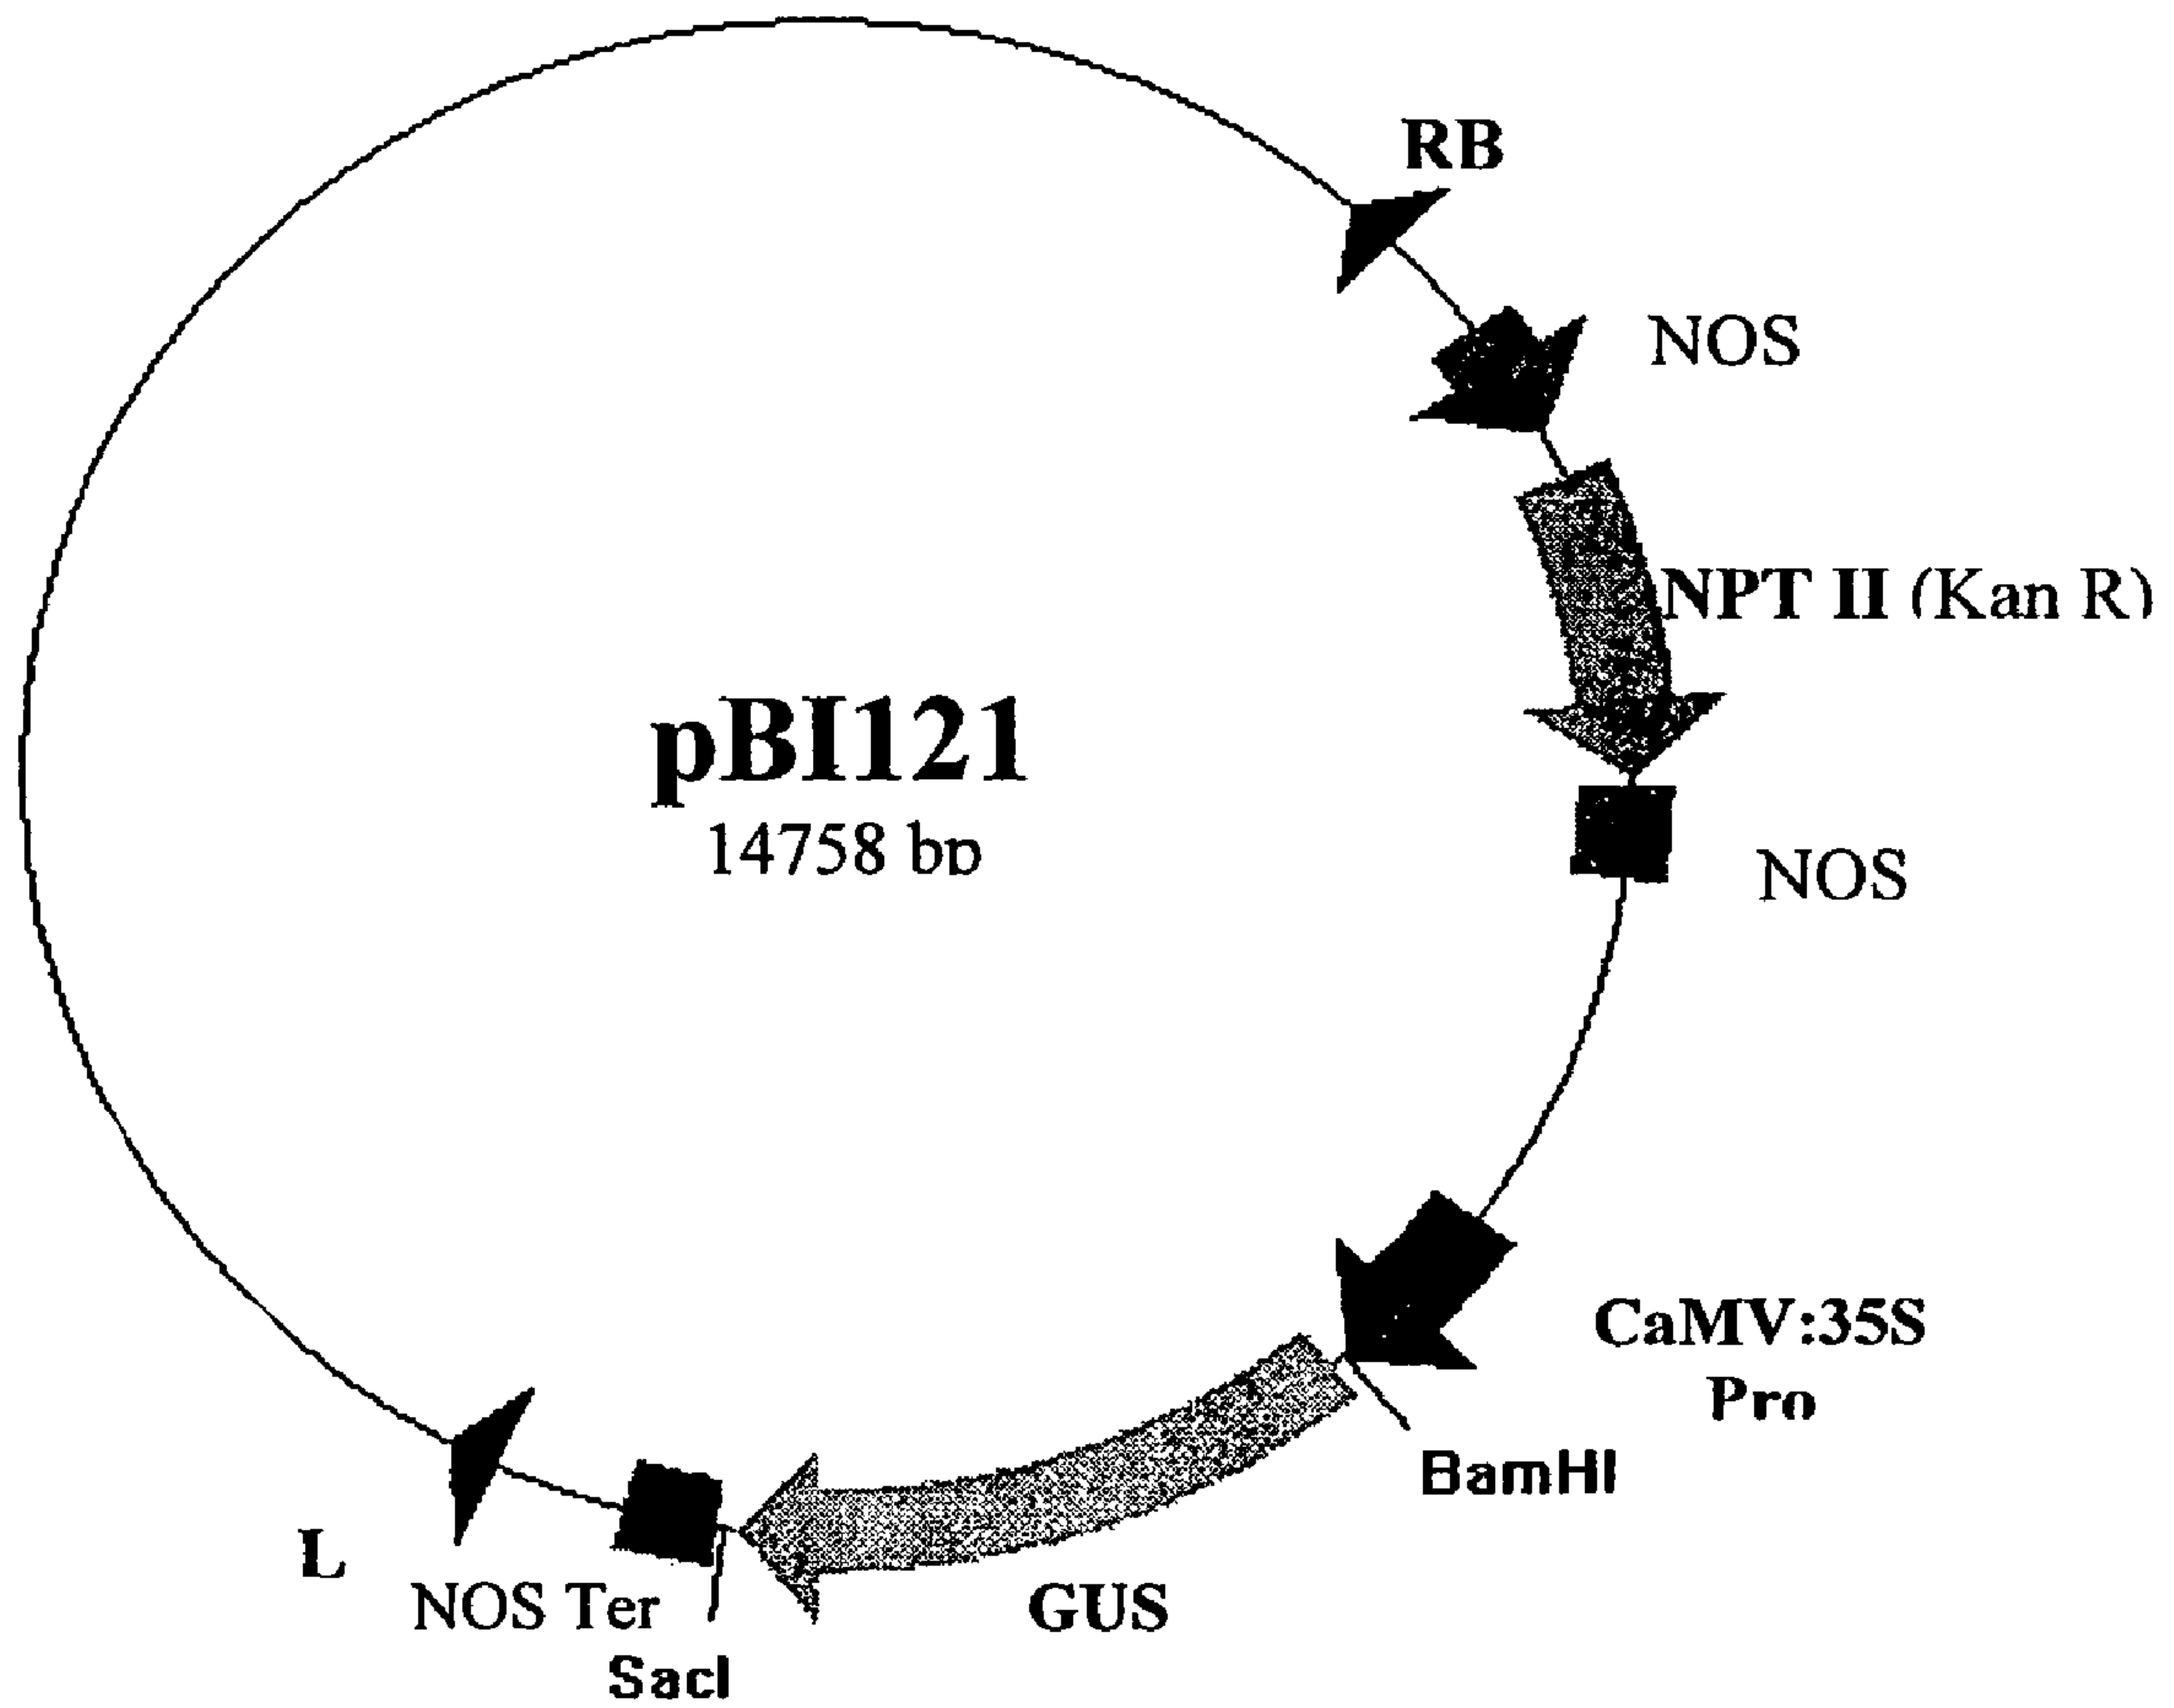 RB
NOS
NPT II (Kan R)
pBI121
14758 bp
NOS
CaMV:35S
Pro
BamHI
L
NOS Ter
GUS
SacI